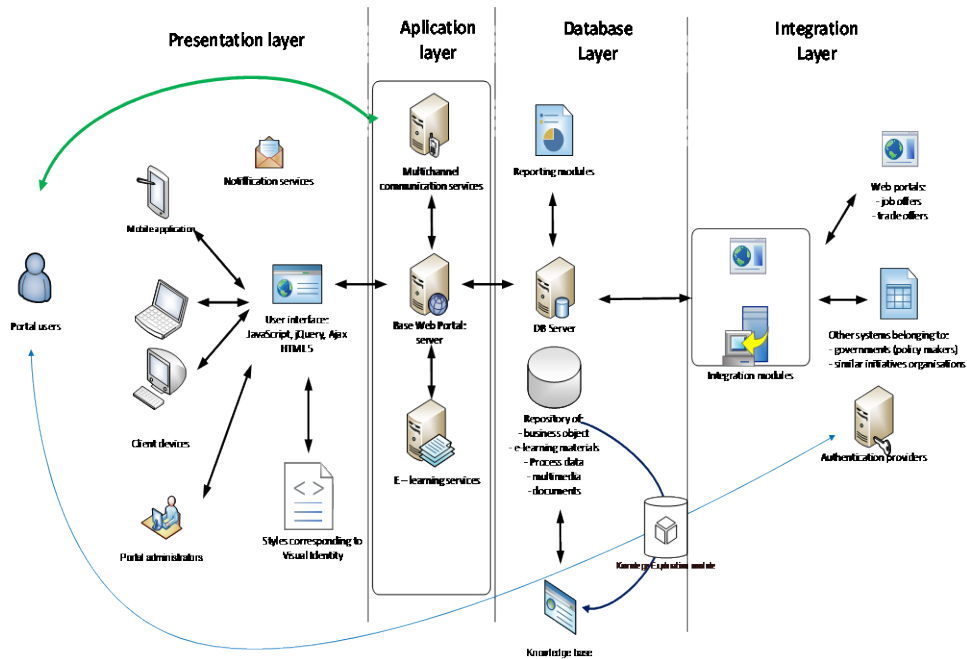 Presentation layer
Aplication
layer
Database
Layer
Integration
Layer
Notiffication services
Mobile application
Portal users
User interface:
JavaScript, jQuery, Ajax
HTML5
Client devices
Portal administrators
Styles corresponding to
Visual Identity
Multichannel
communication services
Base Web Portal:
server
E – learning services
Reporting modules
DB Server
Repository of:
- business object
- e-learning materials
- Process data
- multimedia
- documents
Knowledge base
Web portals:
- job offers
- trade offers
Integration modules
Other systems belonging to:
- governments (policy makers)
- similar initiatives organisations
Authentication providers
module